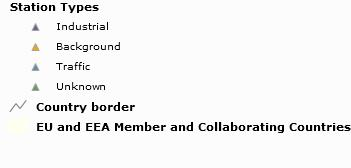 Station Types
Industrial
Background
Traffic
Unknown
Country border
EU and EEA Member and Collaborating Countries